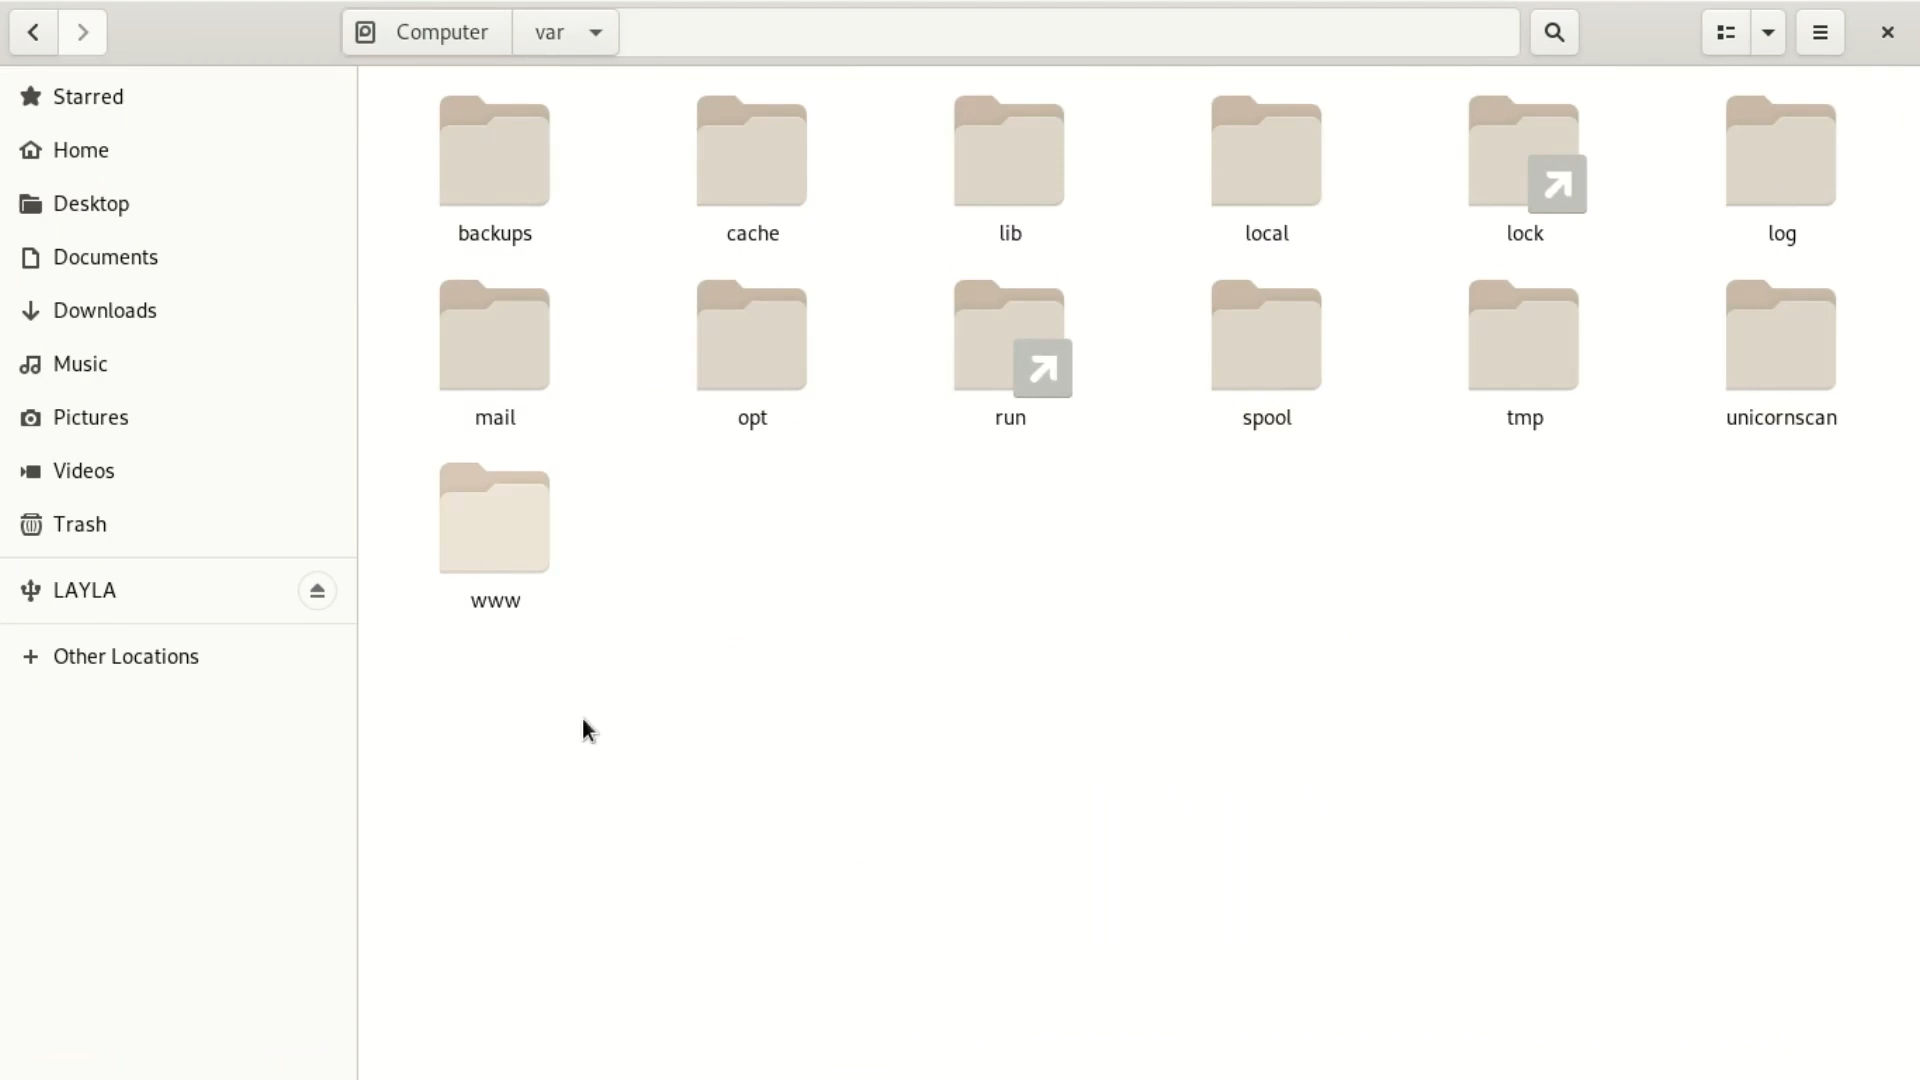 Computer
var
Starred
Home
Desktop
Documents
Downloads
Music
Pictures
Videos
Trash
LAYLA
Other Locations
backups
cache
lib
local
lock
log
mail
opt
run
spool
tmp
unicornscan
www